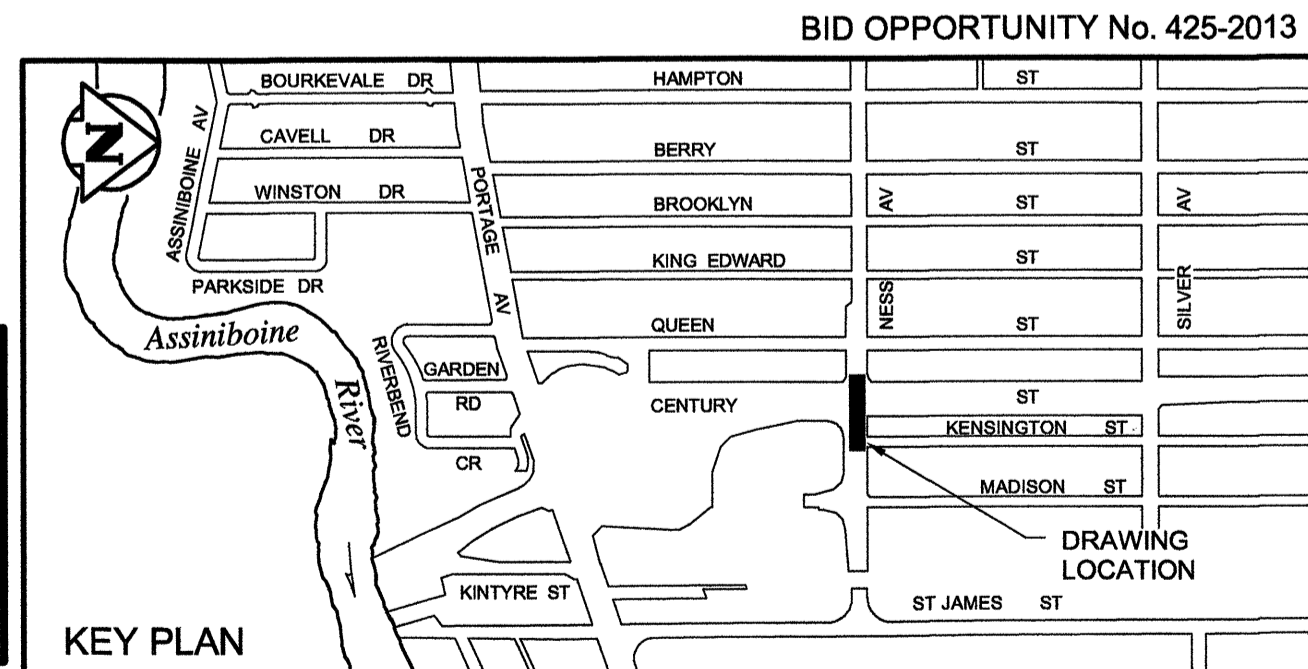 BID OPPORTUNITY No. 425-2013
BOURKEVALE DR
HAMPTON ST
CAVELL DR
ASSINIBOINE AV
N
BERRY ST
WINSTON DR
PORTAGE AV
BROOKLYN ST
NESS AV
SILVER AV
KING EDWARD ST
PARKSIDE DR
Assiniboine River
QUEEN ST
RIVERBEND CR
GARDEN RD
CENTURY ST
KENSINGTON ST
MADISON ST
DRAWING
LOCATION
KINTYRE ST
ST JAMES ST
KEY PLAN